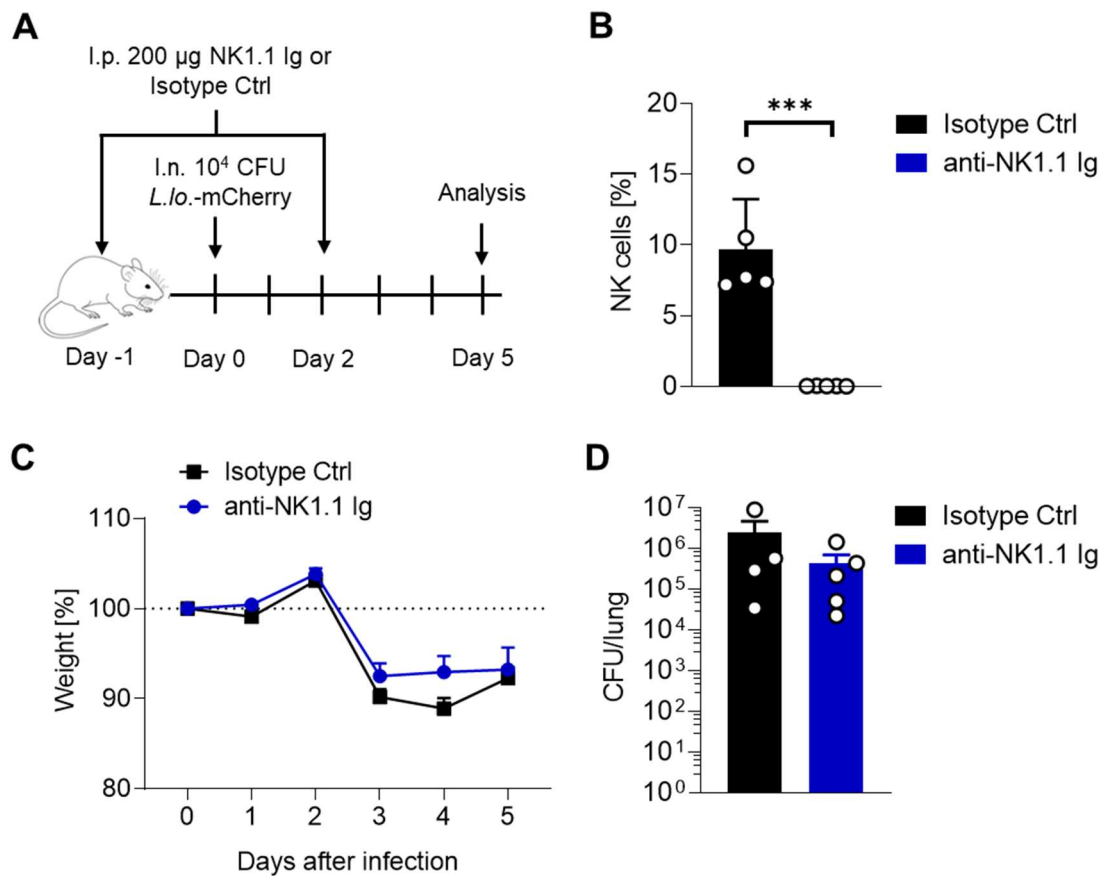 A
I.p. 200 µg NK1.1 Ig or
Isotype Ctrl
I.n. 10⁴ CFU
L.lo.-mCherry
Analysis
Day -1
Day 0
Day 2
Day 5
B
***
Isotype Ctrl
anti-NK1.1 Ig
NK cells [%]
20
15
10
5
0
C
Isotype Ctrl
anti-NK1.1 Ig
Weight [%]
110
100
90
80
0 1 2 3 4 5
Days after infection
D
Isotype Ctrl
anti-NK1.1 Ig
CFU/lung
10⁷
10⁶
10⁵
10⁴
10³
10²
10¹
10⁰